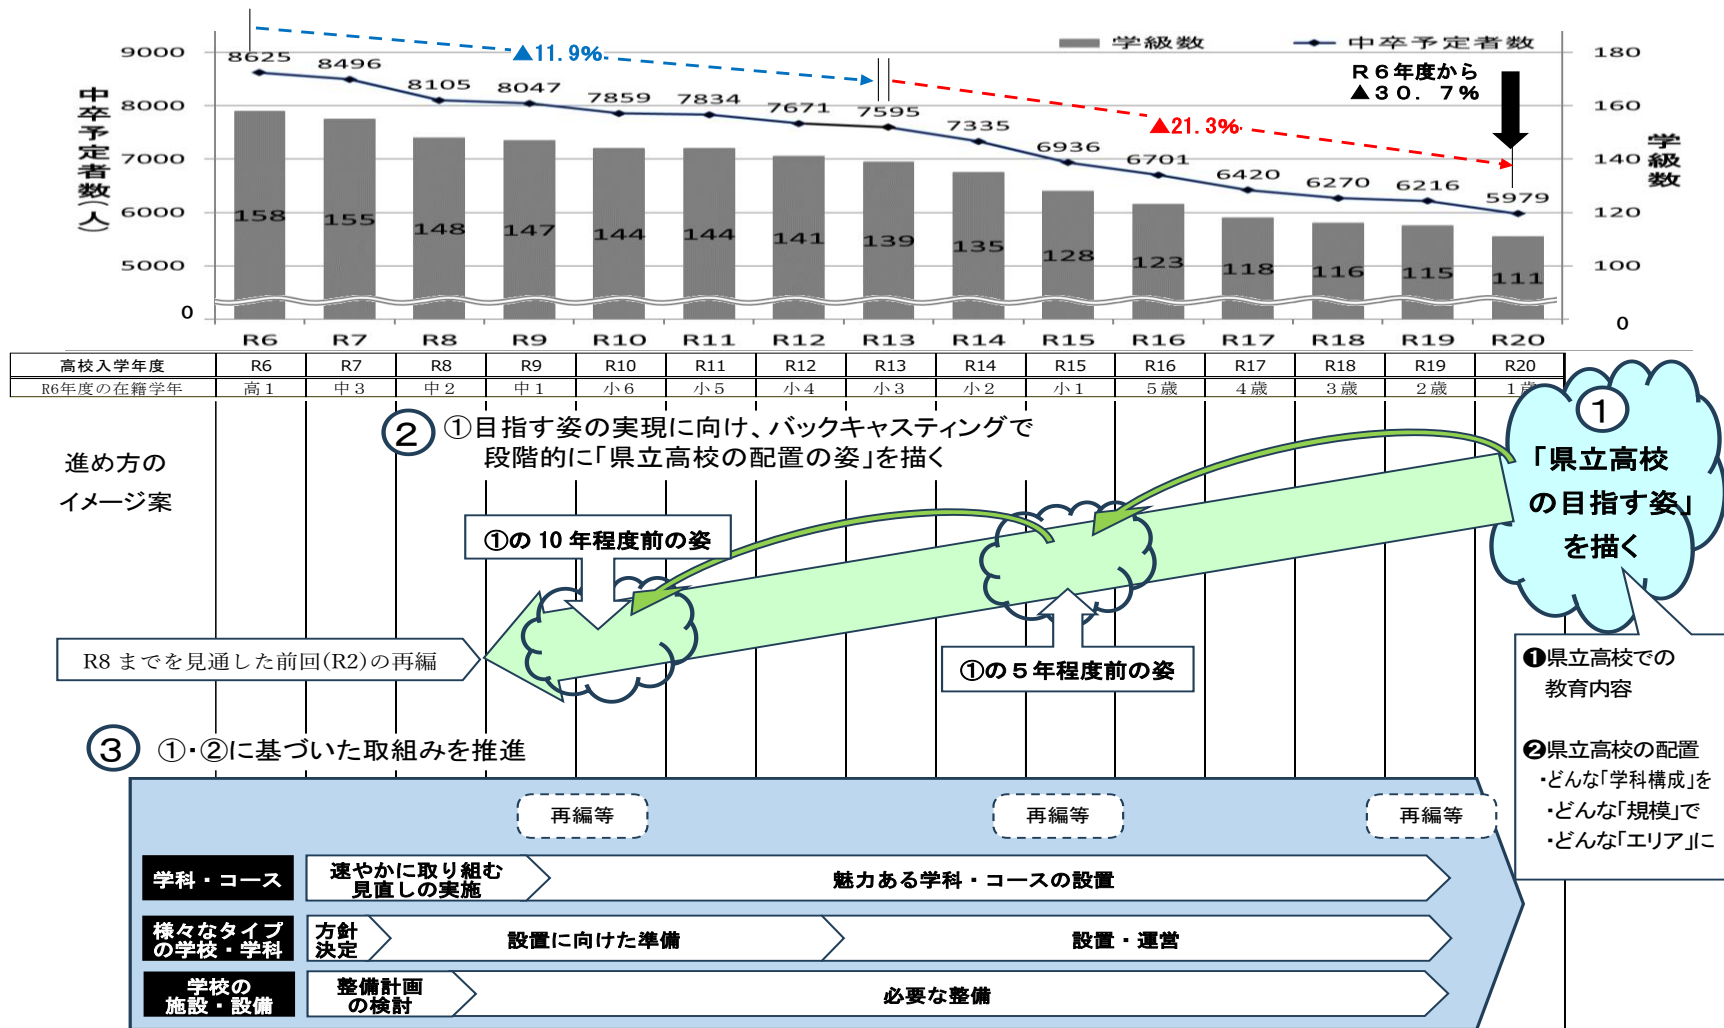 学級数
中卒予定者数
▲11.9%
▲21.3%
R6年度から
▲30.7%
中卒予定者数(人)
学級数
9000
8000
7000
6000
5000
0
180
160
140
120
100
0
8625
8496
8105
8047
7859
7834
7671
7595
7335
6936
6701
6420
6270
6216
5979
158
155
148
147
144
144
141
139
135
128
123
118
116
115
111
R6 R7 R8 R9 R10 R11 R12 R13 R14 R15 R16 R17 R18 R19 R20
高校入学年度 R6 R7 R8 R9 R10 R11 R12 R13 R14 R15 R16 R17 R18 R19 R20
R6年度の在籍学年 高1 中3 中2 中1 小6 小5 小4 小3 小2 小1 5歳 4歳 3歳 2歳 1歳
進め方の
イメージ案
②
①目指す姿の実現に向け、バックキャスティングで
段階的に「県立高校の配置の姿」を描く
①
「県立高校
の目指す姿」
を描く
①の10年程度前の姿
①の5年程度前の姿
R8までを見通した前回(R2)の再編
❶県立高校での
教育内容
❷県立高校の配置
・どんな「学科構成」を
・どんな「規模」で
・どんな「エリア」に
③
①・②に基づいた取組みを推進
再編等
再編等
再編等
学科・コース
速やかに取り組む
見直しの実施
魅力ある学科・コースの設置
様々なタイプ
の学校・学科
方針
決定
設置に向けた準備
設置・運営
学校の
施設・設備
整備計画
の検討
必要な整備